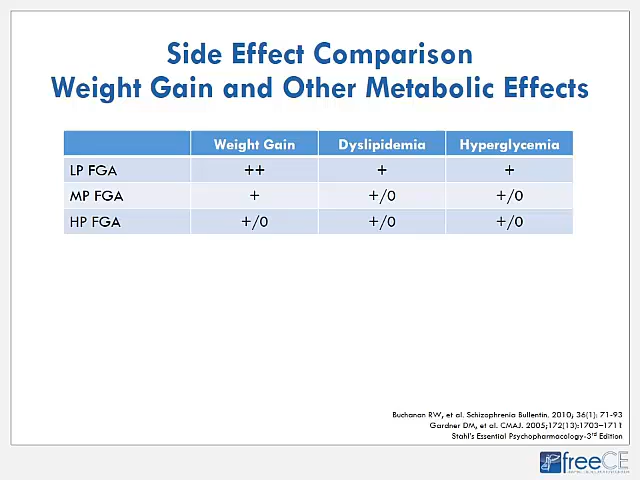 Side Effect Comparison
Weight Gain and Other Metabolic Effects
Weight Gain Dyslipidemia Hyperglycemia
LP FGA ++ + +
MP FGA + +/0 +/0
HP FGA +/0 +/0 +/0
Buchanan RW, et al. Schizophrenia Bullentin. 2010; 36(1): 71-93
Gardner DM, et al. CMAJ. 2005;172(13):1703–1711
Stahl's Essential Psychopharmocology-3rd Edition
freeCE